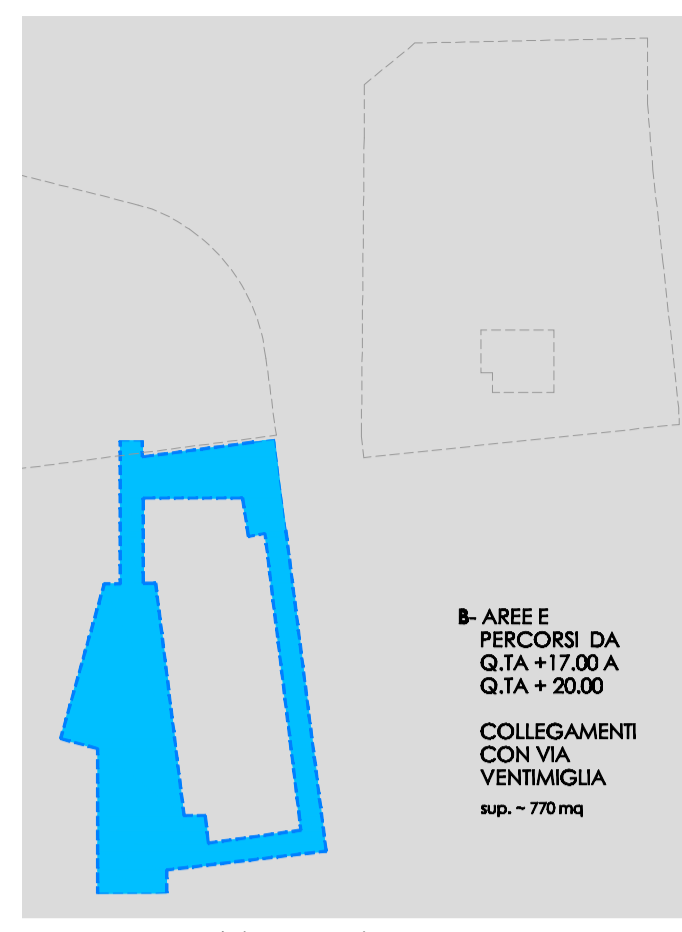 B- AREE E
PERCORSI DA
Q.TA +17.00 A
Q.TA + 20.00
COLLEGAMENTI
CON VIA
VENTIMIGLIA
sup. ~ 770 mq